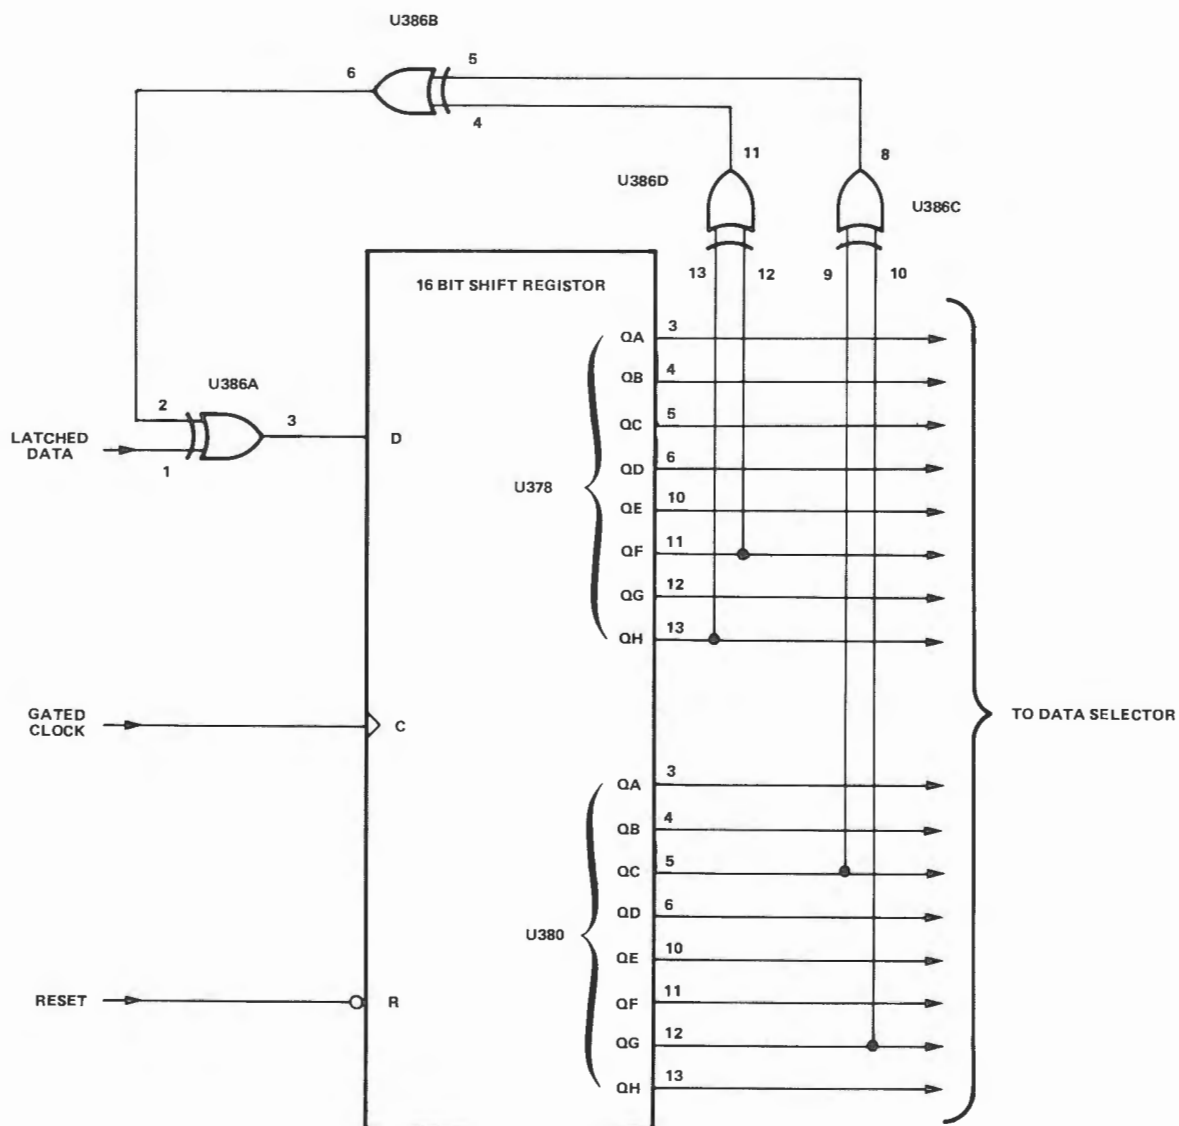 U386B
6
5
4
11
8
U386D
U386C
13
12
9
10
16 BIT SHIFT REGISTOR
QA
3
QB
4
U386A
QC
5
2
3
LATCHED
DATA
D
1
QD
6
U378
QE
10
QF
11
QG
12
QH
13
GATED
CLOCK
C
TO DATA SELECTOR
QA
3
QB
4
QC
5
QD
6
U380
QE
10
RESET
R
QF
11
QG
12
QH
13